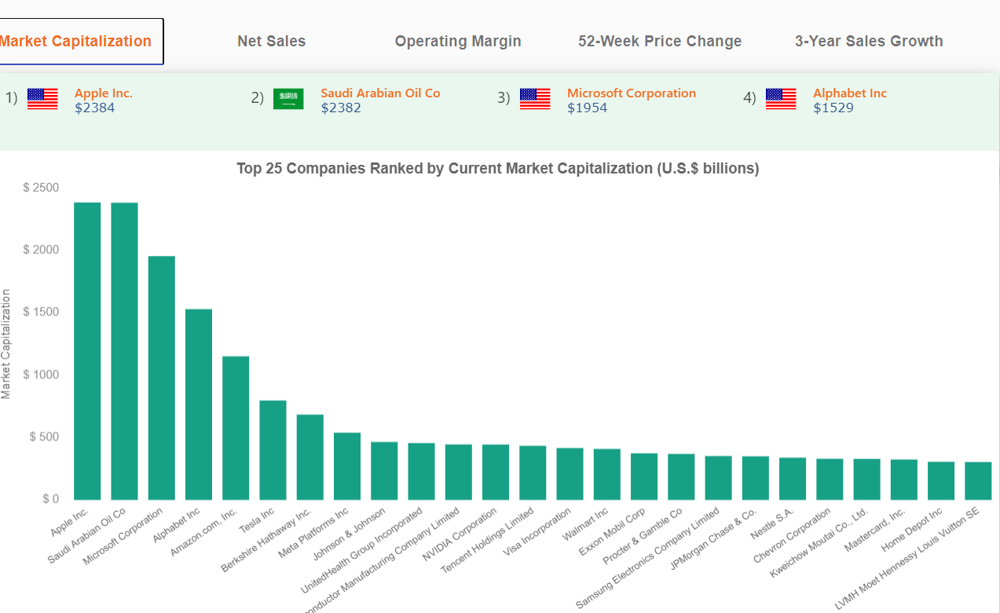 Market Capitalization
Net Sales
Operating Margin
52-Week Price Change
3-Year Sales Growth
1)
Apple Inc.
$2384
2)
Saudi Arabian Oil Co
$2382
3)
Microsoft Corporation
$1954
4)
Alphabet Inc
$1529
Top 25 Companies Ranked by Current Market Capitalization (U.S.$ billions)
Market Capitalization
$ 2500
$ 2000
$ 1500
$ 1000
$ 500
$ 0
Apple Inc.
Saudi Arabian Oil Co
Microsoft Corporation
Alphabet Inc
Amazon.com, Inc.
Tesla Inc
Berkshire Hathaway Inc.
Meta Platforms Inc
Johnson & Johnson
UnitedHealth Group Incorporated
onductor Manufacturing Company Limited
NVIDIA Corporation
Tencent Holdings Limited
Visa Incorporation
Walmart Inc
Exxon Mobil Corp
Procter & Gamble Co
Samsung Electronics Company Limited
JPMorgan Chase & Co.
Nestle S.A.
Chevron Corporation
Kweichow Moutai Co., Ltd.
Mastercard, Inc.
Home Depot Inc
LVMH Moet Hennessy Louis Vuitton SE